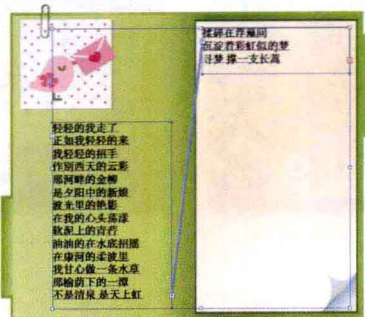 轻轻的我走了
正如我轻轻的来
我轻轻的招手
作别西天的云彩
那河畔的金柳
是夕阳中的新娘
波光里的艳影
在我的心头荡漾
软泥上的青荇
油油的在水底招摇
在康河的柔波里
我甘心做一条水草
那榆荫下的一潭
不是清泉 是天上虹
揉碎在浮藻间
沉淀着彩虹似的梦
寻梦 撑一支长蒿